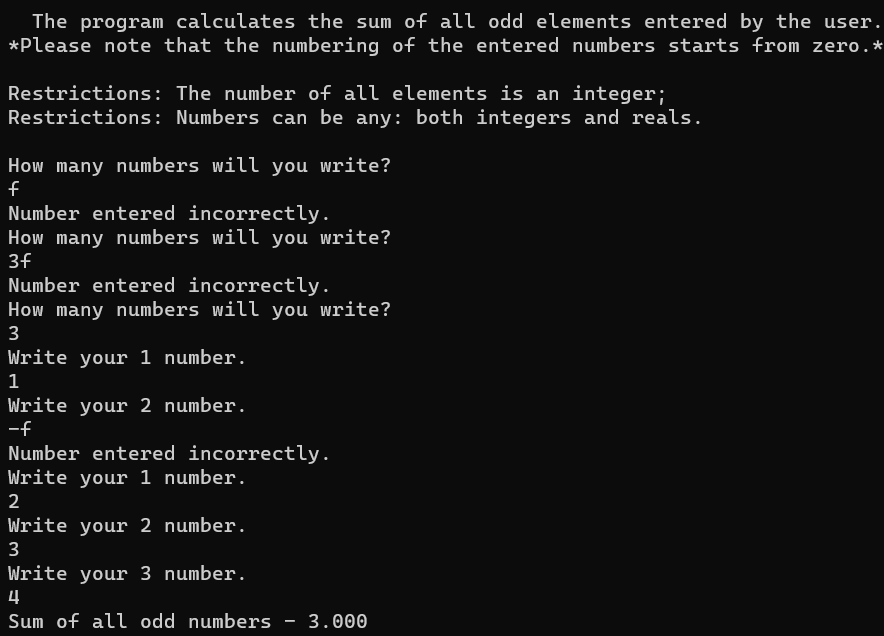 The program calculates the sum of all odd elements entered by the user.
*Please note that the numbering of the entered numbers starts from zero.*
Restrictions: The number of all elements is an integer;
Restrictions: Numbers can be any: both integers and reals.
How many numbers will you write?
f
Number entered incorrectly.
How many numbers will you write?
3f
Number entered incorrectly.
How many numbers will you write?
3
Write your 1 number.
1
Write your 2 number.
-f
Number entered incorrectly.
Write your 1 number.
2
Write your 2 number.
3
Write your 3 number.
4
Sum of all odd numbers - 3.000